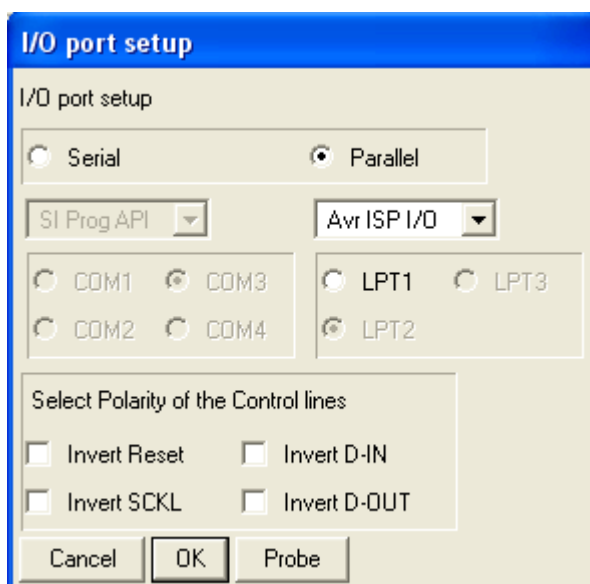 I/O port setup
I/O port setup
Serial Parallel
SI Prog API Avr ISP I/O
COM1 COM3 LPT1 LPT3
COM2 COM4 LPT2
Select Polarity of the Control lines
Invert Reset Invert D-IN
Invert SCKL Invert D-OUT
Cancel OK Probe